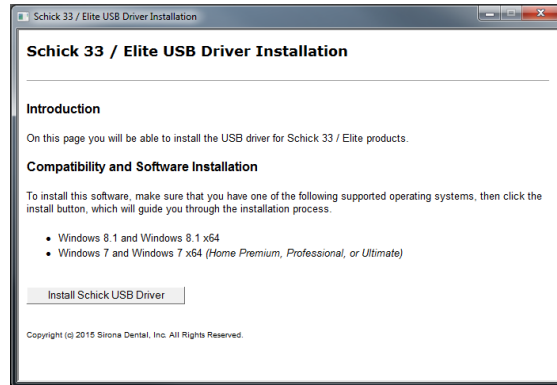 Schick 33 / Elite USB Driver Installation
Schick 33 / Elite USB Driver Installation
Introduction
On this page you will be able to install the USB driver for Schick 33 / Elite products.
Compatibility and Software Installation
To install this software, make sure that you have one of the following supported operating systems, then click the
install button, which will guide you through the installation process.
• Windows 8.1 and Windows 8.1 x64
• Windows 7 and Windows 7 x64 (Home Premium, Professional, or Ultimate)
Install Schick USB Driver
Copyright (c) 2015 Sirona Dental, Inc. All Rights Reserved.